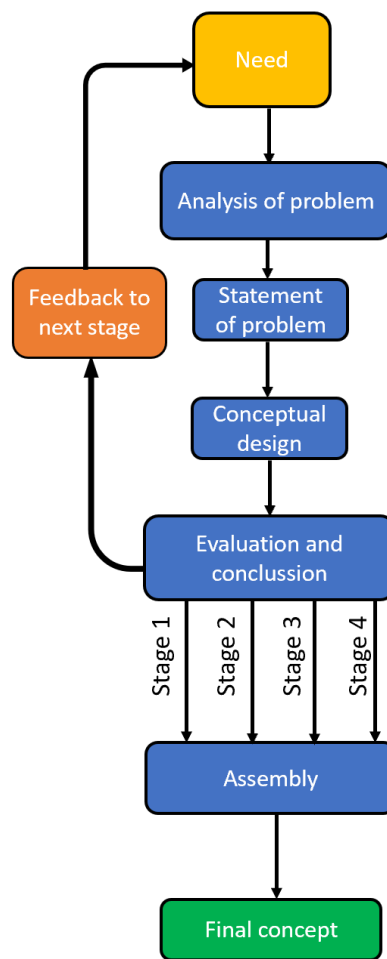 Need
Analysis of problem
Statement
of problem
Feedback to
next stage
Conceptual
design
Evaluation and
conclussion
Stage 1
Stage 2
Stage 3
Stage 4
Assembly
Final concept